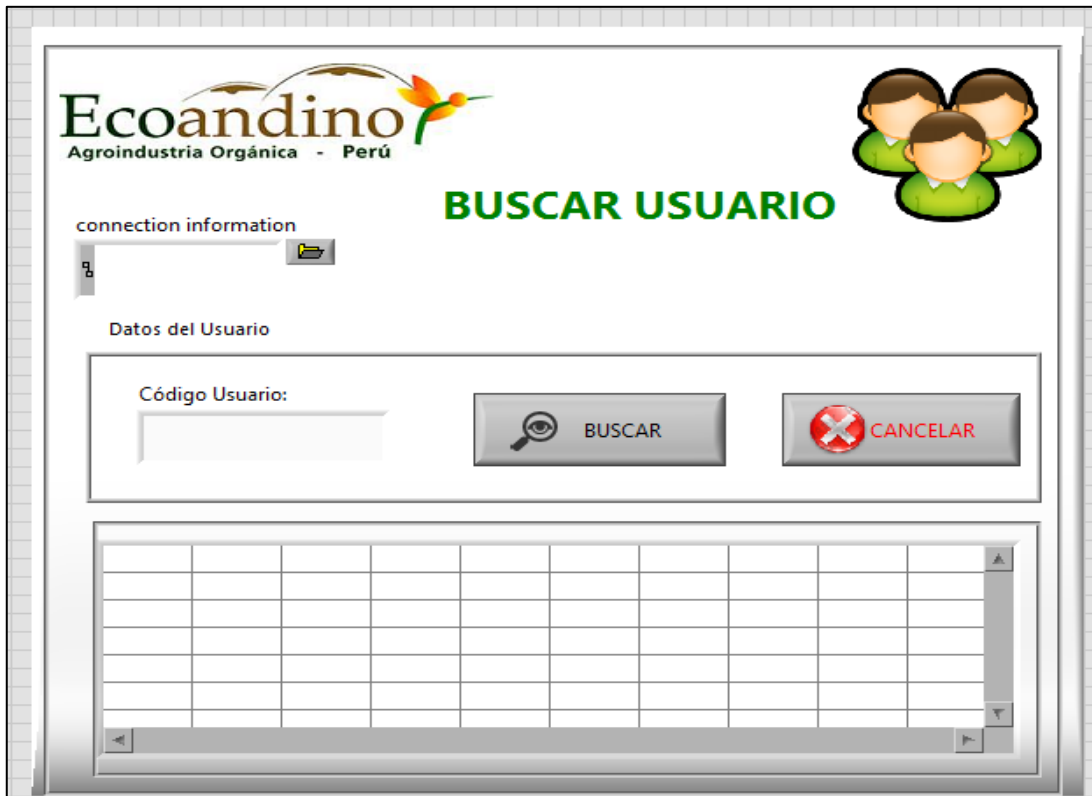 Ecoandino
Agroindustria Orgánica - Perú
BUSCAR USUARIO
connection information
Datos del Usuario
Código Usuario:
BUSCAR
CANCELAR